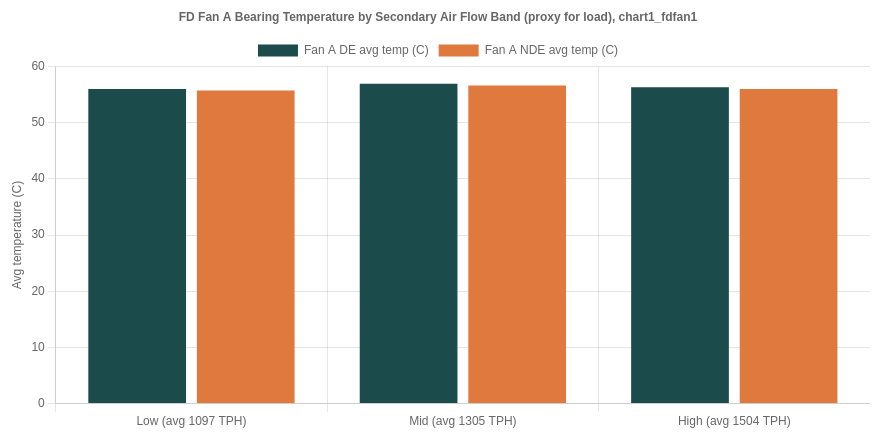 FD Fan A Bearing Temperature by Secondary Air Flow Band (proxy for load), chart1_fdfan1
Fan A DE avg temp (C) Fan A NDE avg temp (C)
Avg temperature (C)
60
50
40
30
20
10
0
Low (avg 1097 TPH) Mid (avg 1305 TPH) High (avg 1504 TPH)